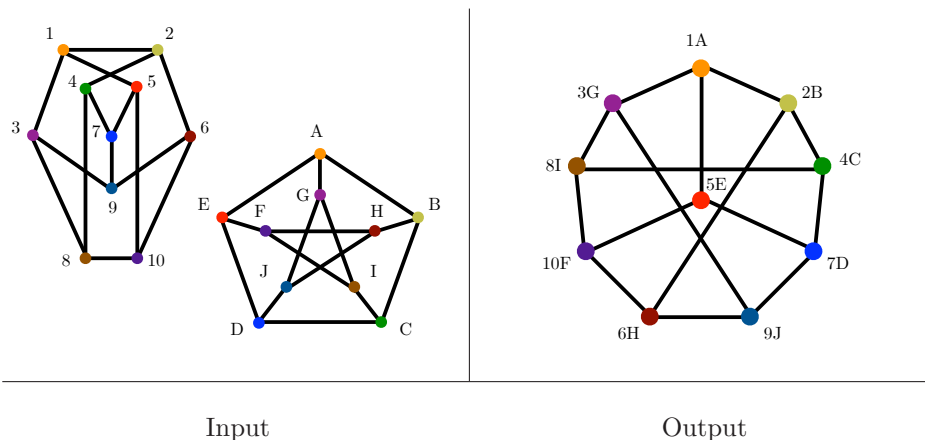 1 2
4 5
3 7 6
9
8 10
A
G
E F H B
J I
D C
1A
3G 2B
8I 4C
5E
10F 7D
6H 9J
Input Output